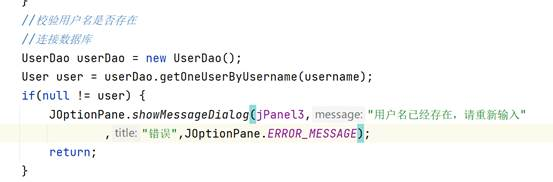 }
//校验用户名是否存在
//连接数据库
UserDao userDao = new UserDao();
User user = userDao.getOneUserByUsername(username);
if(null != user) {
JOptionPane.showMessageDialog(jPanel3, message: "用户名已经存在，请重新输入"
, title: "错误",JOptionPane.ERROR_MESSAGE);
return;
}